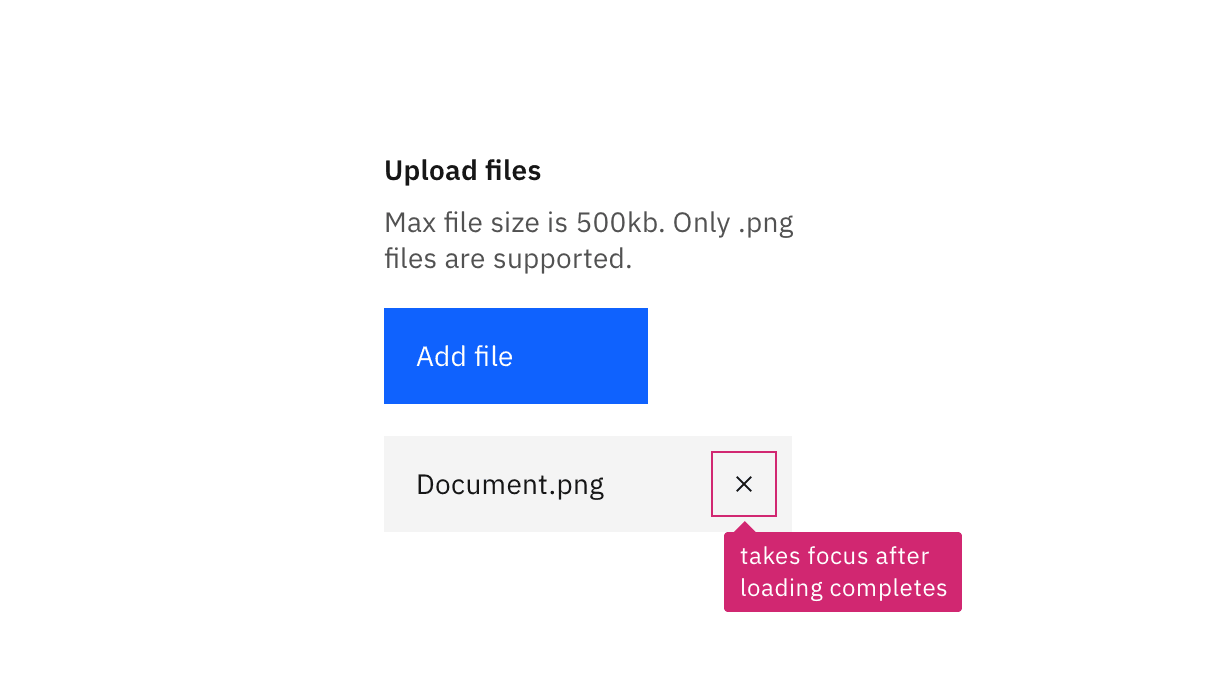 Upload files
Max file size is 500kb. Only .png
files are supported.
Add file
Document.png
takes focus after
loading completes